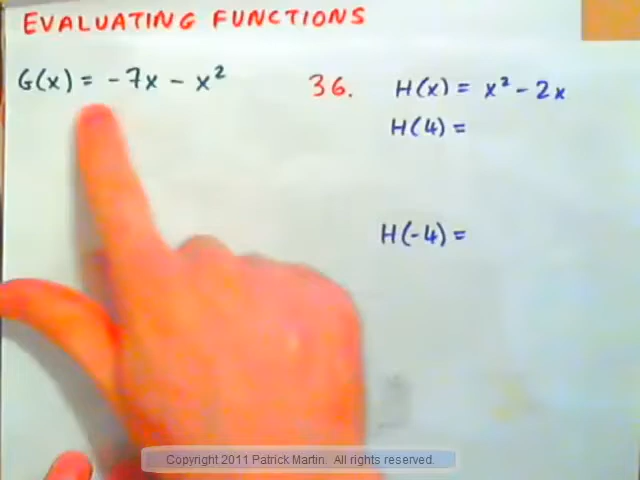 EVALUATING FUNCTIONS
G(x) = -7x - x²
36. H(x) = x² - 2x
H(4) =
H(-4) =
Copyright 2011 Patrick Martin. All rights reserved.